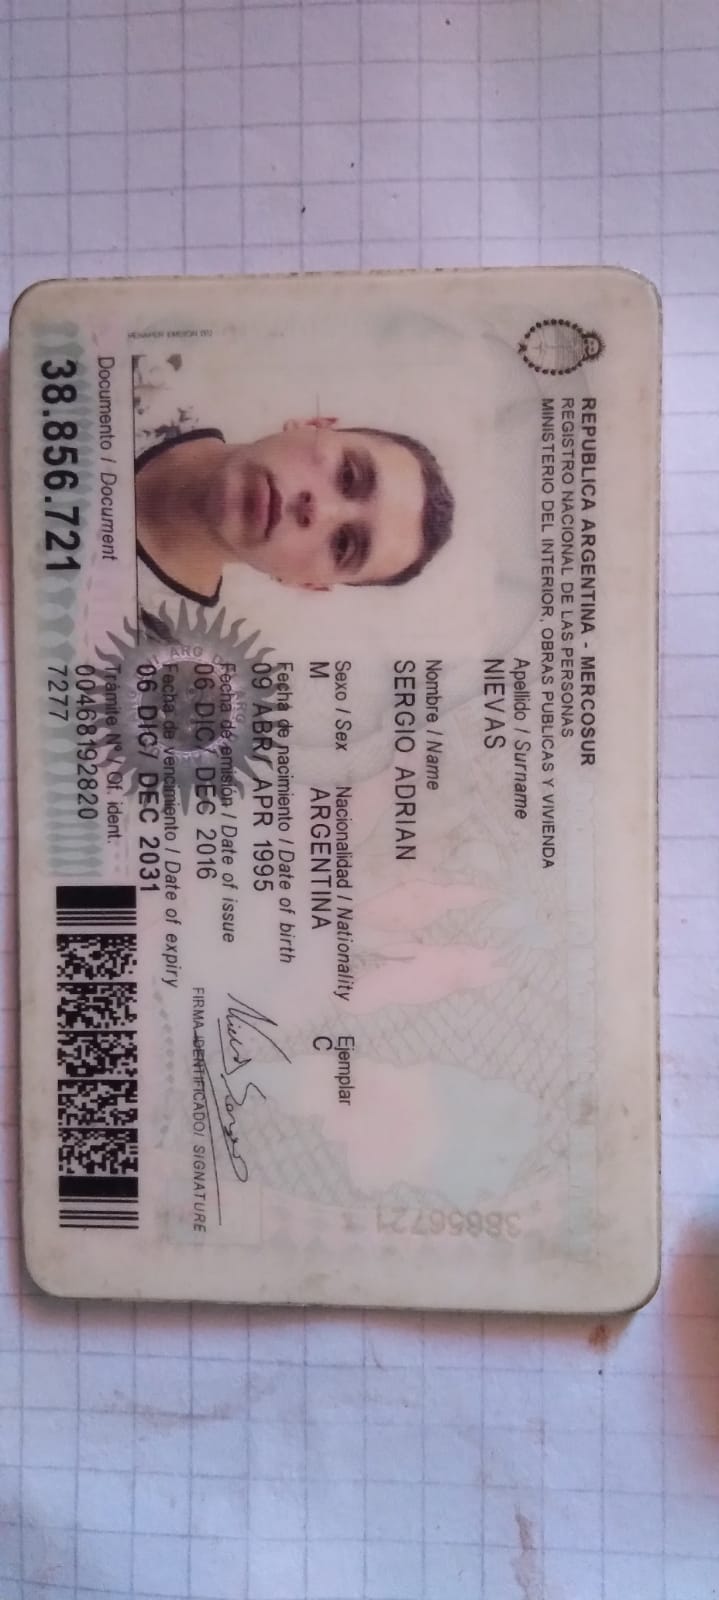 REPUBLICA ARGENTINA - MERCOSUR
REGISTRO NACIONAL DE LAS PERSONAS
MINISTERIO DEL INTERIOR, OBRAS PUBLICAS Y VIVIENDA
Apellido / Surname
NIEVAS
Nombre / Name
SERGIO ADRIAN
Sexo / Sex Nacionalidad / Nationality Ejemplar
M ARGENTINA C
Fecha de nacimiento / Date of birth
09 ABR/ APR 1995
Fecha de emisión / Date of issue
06 DIC/ DEC 2016
Fecha de vencimiento / Date of expiry
06 DIC/ DEC 2031
FIRMA IDENTIFICADO/ SIGNATURE
Documento / Document
38.856.721
Trámite N° / Of. ident.
00468192820
7277
38856721